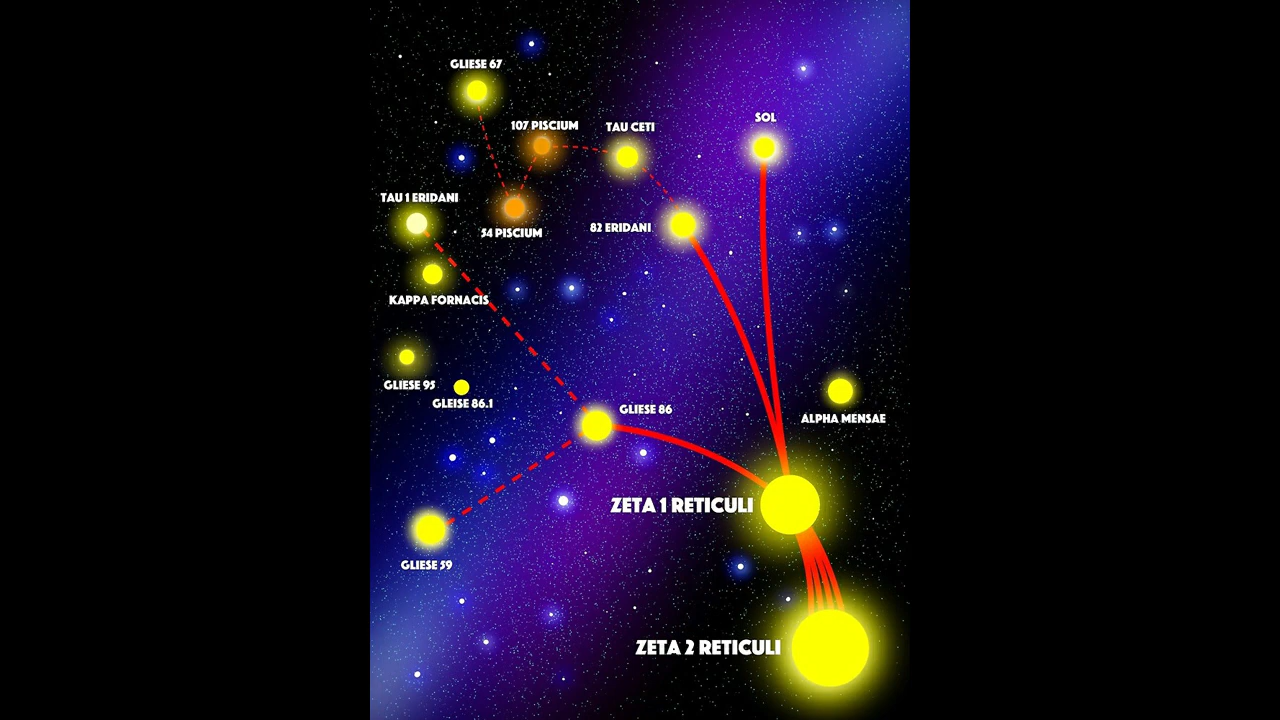 GLIESE 67
SOL
107 PISCIUM
TAU CETI
TAU 1 ERIDANI
82 ERIDANI
54 PISCIUM
KAPPA FORNACIS
GLIESE 95
GLEISE 86.1
GLIESE 86
ALPHA MENSAE
ZETA 1 RETICULI
GLIESE 59
ZETA 2 RETICULI